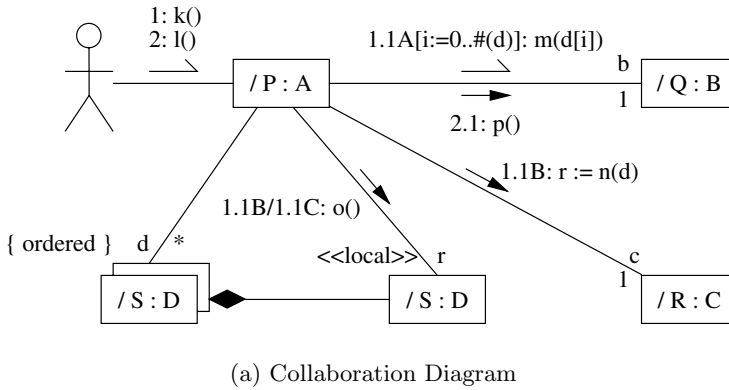 1: k()
2: l()
1.1A[i:=0..#(d)]: m(d[i])
/ P : A
b
/ Q : B
1
2.1: p()
1.1B: r := n(d)
1.1B/1.1C: o()
{ ordered } d *
<<local>> r
c
1
/ S : D
/ S : D
/ R : C
(a) Collaboration Diagram